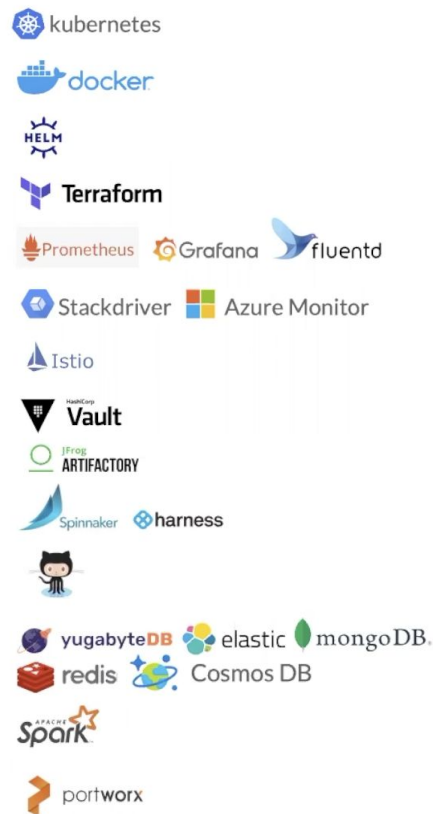 kubernetes
docker
HELM
Terraform
Prometheus Grafana fluentd
Stackdriver Azure Monitor
Istio
HashiCorp
Vault
JFrog
ARTIFACTORY
Spinnaker harness
yugabyteDB elastic mongoDB.
redis Cosmos DB
APACHE
Spark
portworx